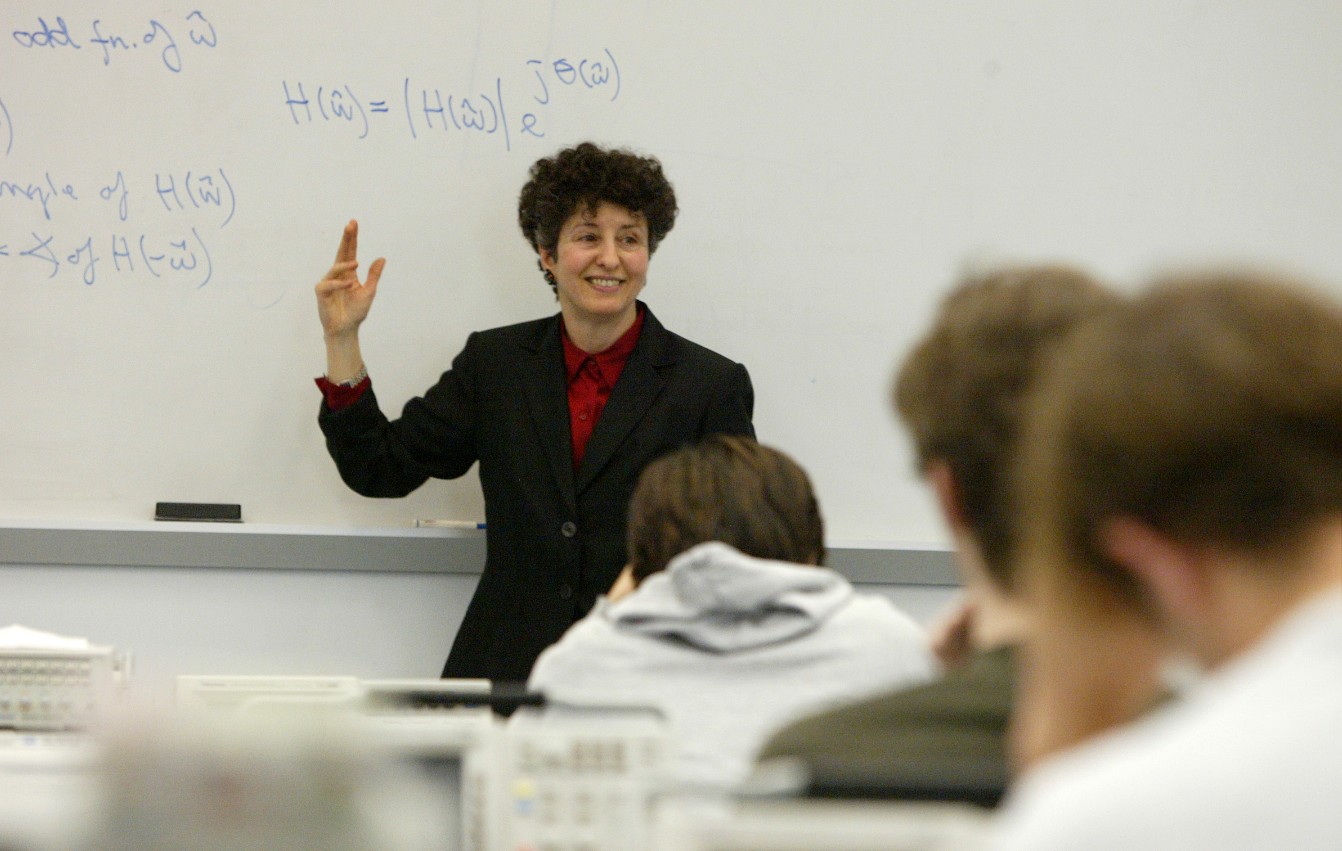 odd fn. of ω̂
H(ω̂) = |H(ω̂)| e^{jθ(ω̂)}
)
angle of H(ω̂)
= ∢ of H(-ω̂)